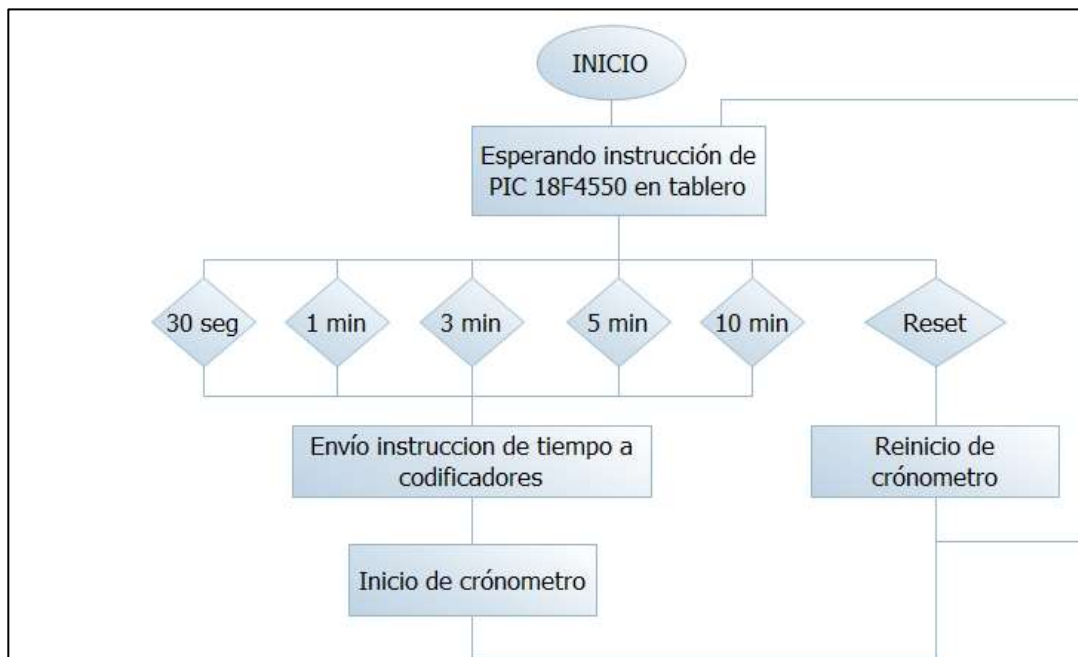 INICIO
Esperando instrucción de
PIC 18F4550 en tablero
30 seg
1 min
3 min
5 min
10 min
Reset
Envío instruccion de tiempo a
codificadores
Reinicio de
crónometro
Inicio de crónometro